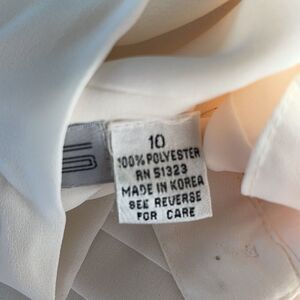 10
100% POLYESTER
RN 51323
MADE IN KOREA
SEE REVERSE
FOR CARE